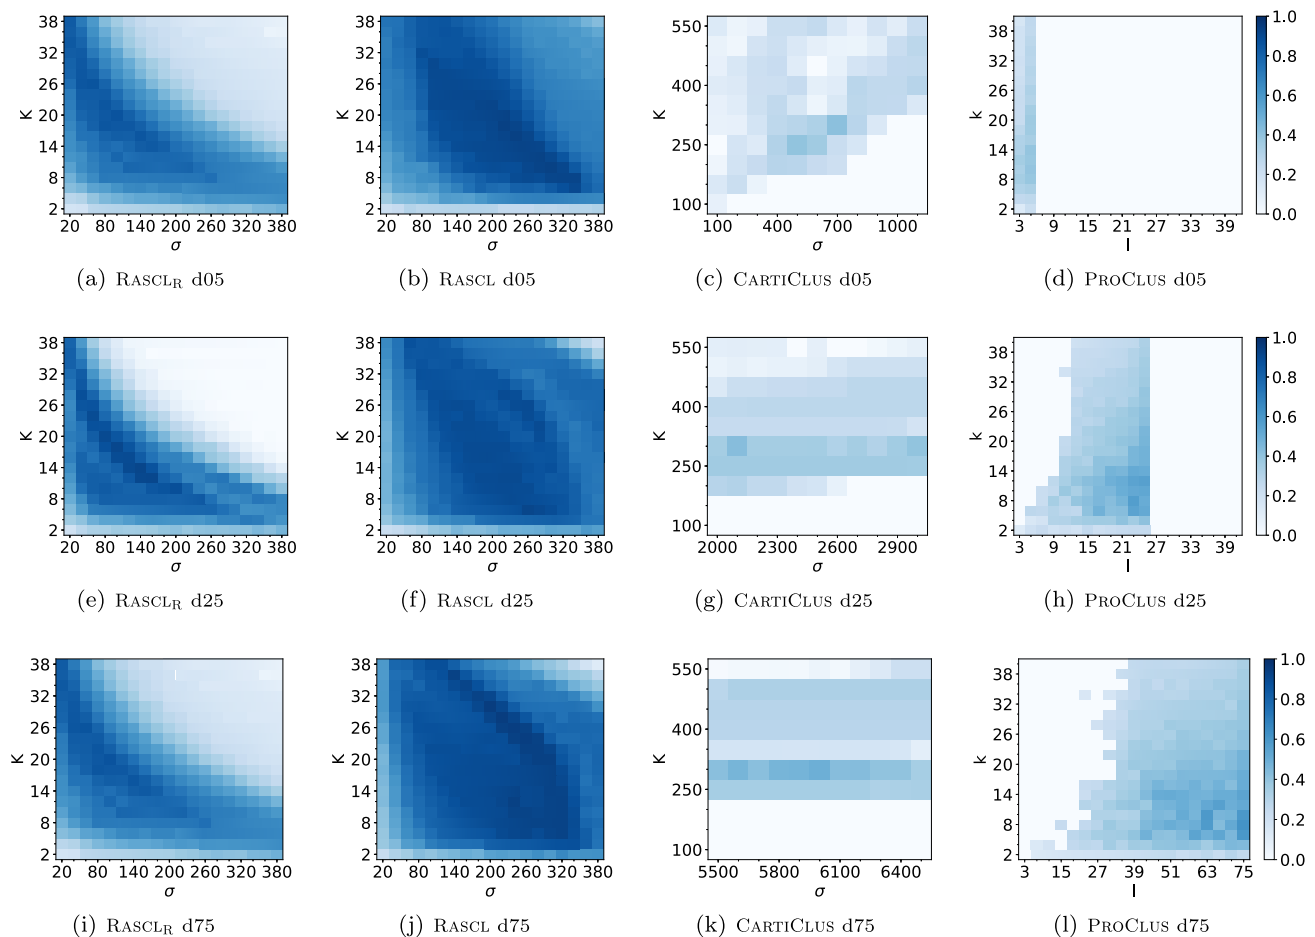 38 32 26 20 14 8 2
K
20 80 140 200 260 320 380
σ
(a) RASCL_R d05
38 32 26 20 14 8 2
K
20 80 140 200 260 320 380
σ
(b) RASCL d05
550 400 250 100
K
100 400 700 1000
σ
(c) CARTICLUS d05
38 32 26 20 14 8 2
k
3 9 15 21 27 33 39
l
(d) PROCLUS d05
1.0 0.8 0.6 0.4 0.2 0.0
38 32 26 20 14 8 2
K
20 80 140 200 260 320 380
σ
(e) RASCL_R d25
38 32 26 20 14 8 2
K
20 80 140 200 260 320 380
σ
(f) RASCL d25
550 400 250 100
K
2000 2300 2600 2900
σ
(g) CARTICLUS d25
38 32 26 20 14 8 2
k
3 9 15 21 27 33 39
l
(h) PROCLUS d25
1.0 0.8 0.6 0.4 0.2 0.0
38 32 26 20 14 8 2
K
20 80 140 200 260 320 380
σ
(i) RASCL_R d75
38 32 26 20 14 8 2
K
20 80 140 200 260 320 380
σ
(j) RASCL d75
550 400 250 100
K
5500 5800 6100 6400
σ
(k) CARTICLUS d75
38 32 26 20 14 8 2
k
3 15 27 39 51 63 75
l
(l) PROCLUS d75
1.0 0.8 0.6 0.4 0.2 0.0